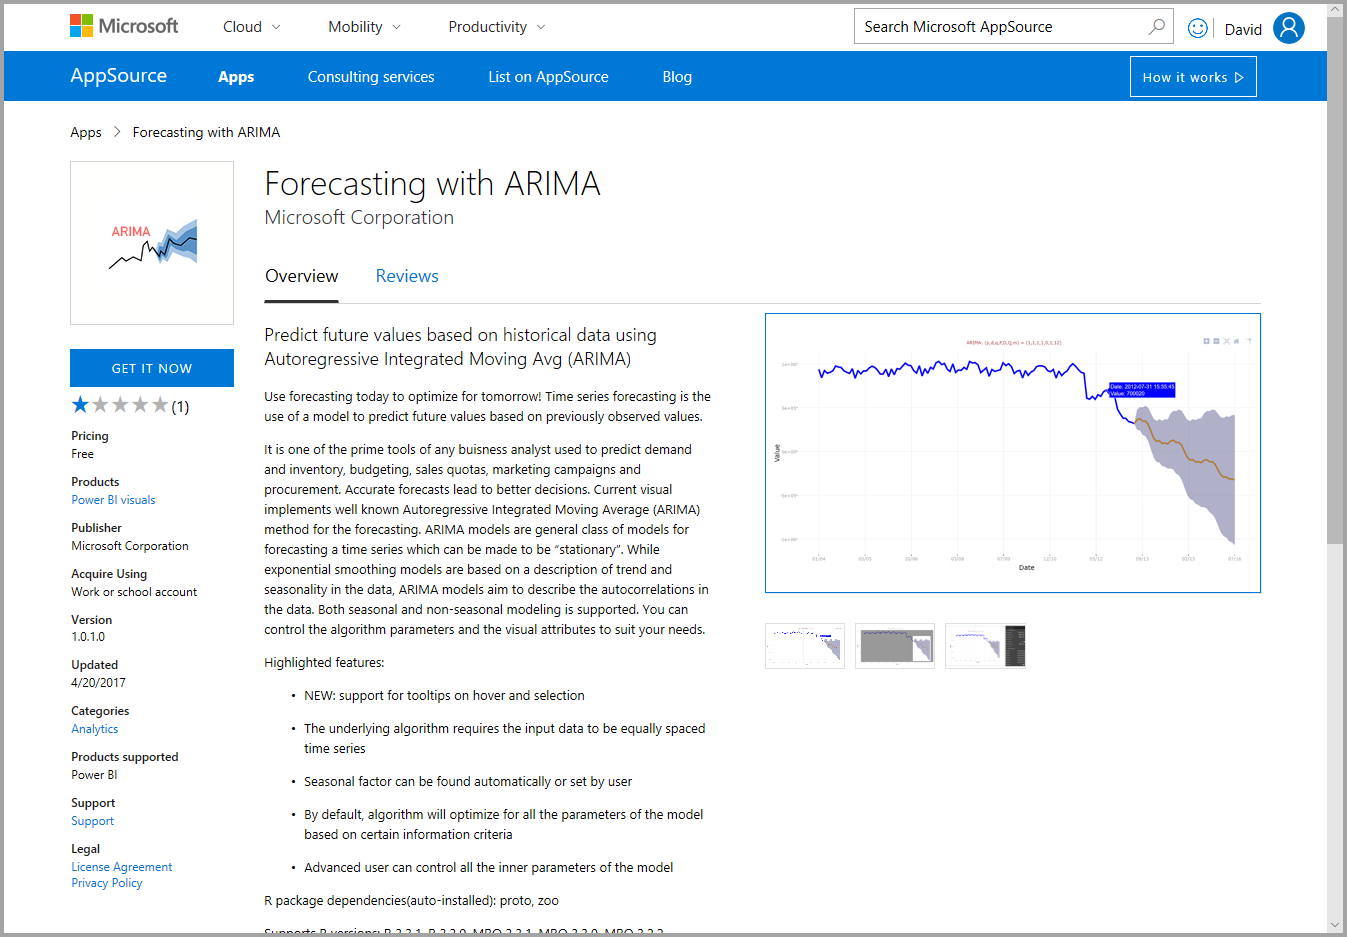 Microsoft Cloud Mobility Productivity Search Microsoft AppSource David
AppSource Apps Consulting services List on AppSource Blog How it works
Apps Forecasting with ARIMA
ARIMA
GET IT NOW
(1)
Pricing
Free
Products
Power BI visuals
Publisher
Microsoft Corporation
Acquire Using
Work or school account
Version
1.0.1.0
Updated
4/20/2017
Categories
Analytics
Products supported
Power BI
Support
Support
Legal
License Agreement
Privacy Policy
Forecasting with ARIMA
Microsoft Corporation
Overview Reviews
Predict future values based on historical data using
Autoregressive Integrated Moving Avg (ARIMA)
Use forecasting today to optimize for tomorrow! Time series forecasting is the
use of a model to predict future values based on previously observed values.
It is one of the prime tools of any buisness analyst used to predict demand
and inventory, budgeting, sales quotas, marketing campaigns and
procurement. Accurate forecasts lead to better decisions. Current visual
implements well known Autoregressive Integrated Moving Average (ARIMA)
method for the forecasting. ARIMA models are general class of models for
forecasting a time series which can be made to be “stationary”. While
exponential smoothing models are based on a description of trend and
seasonality in the data, ARIMA models aim to describe the autocorrelations in
the data. Both seasonal and non-seasonal modeling is supported. You can
control the algorithm parameters and the visual attributes to suit your needs.
Highlighted features:
• NEW: support for tooltips on hover and selection
• The underlying algorithm requires the input data to be equally spaced
time series
• Seasonal factor can be found automatically or set by user
• By default, algorithm will optimize for all the parameters of the model
based on certain information criteria
• Advanced user can control all the inner parameters of the model
R package dependencies(auto-installed): proto, zoo
Supports R versions:
ARIMA: (p,d,q,P,D,Q,m) = (1,1,1,1,0,1,12)
Date: 2012-07-31 15:55:45
Value: 700020
Value
Date